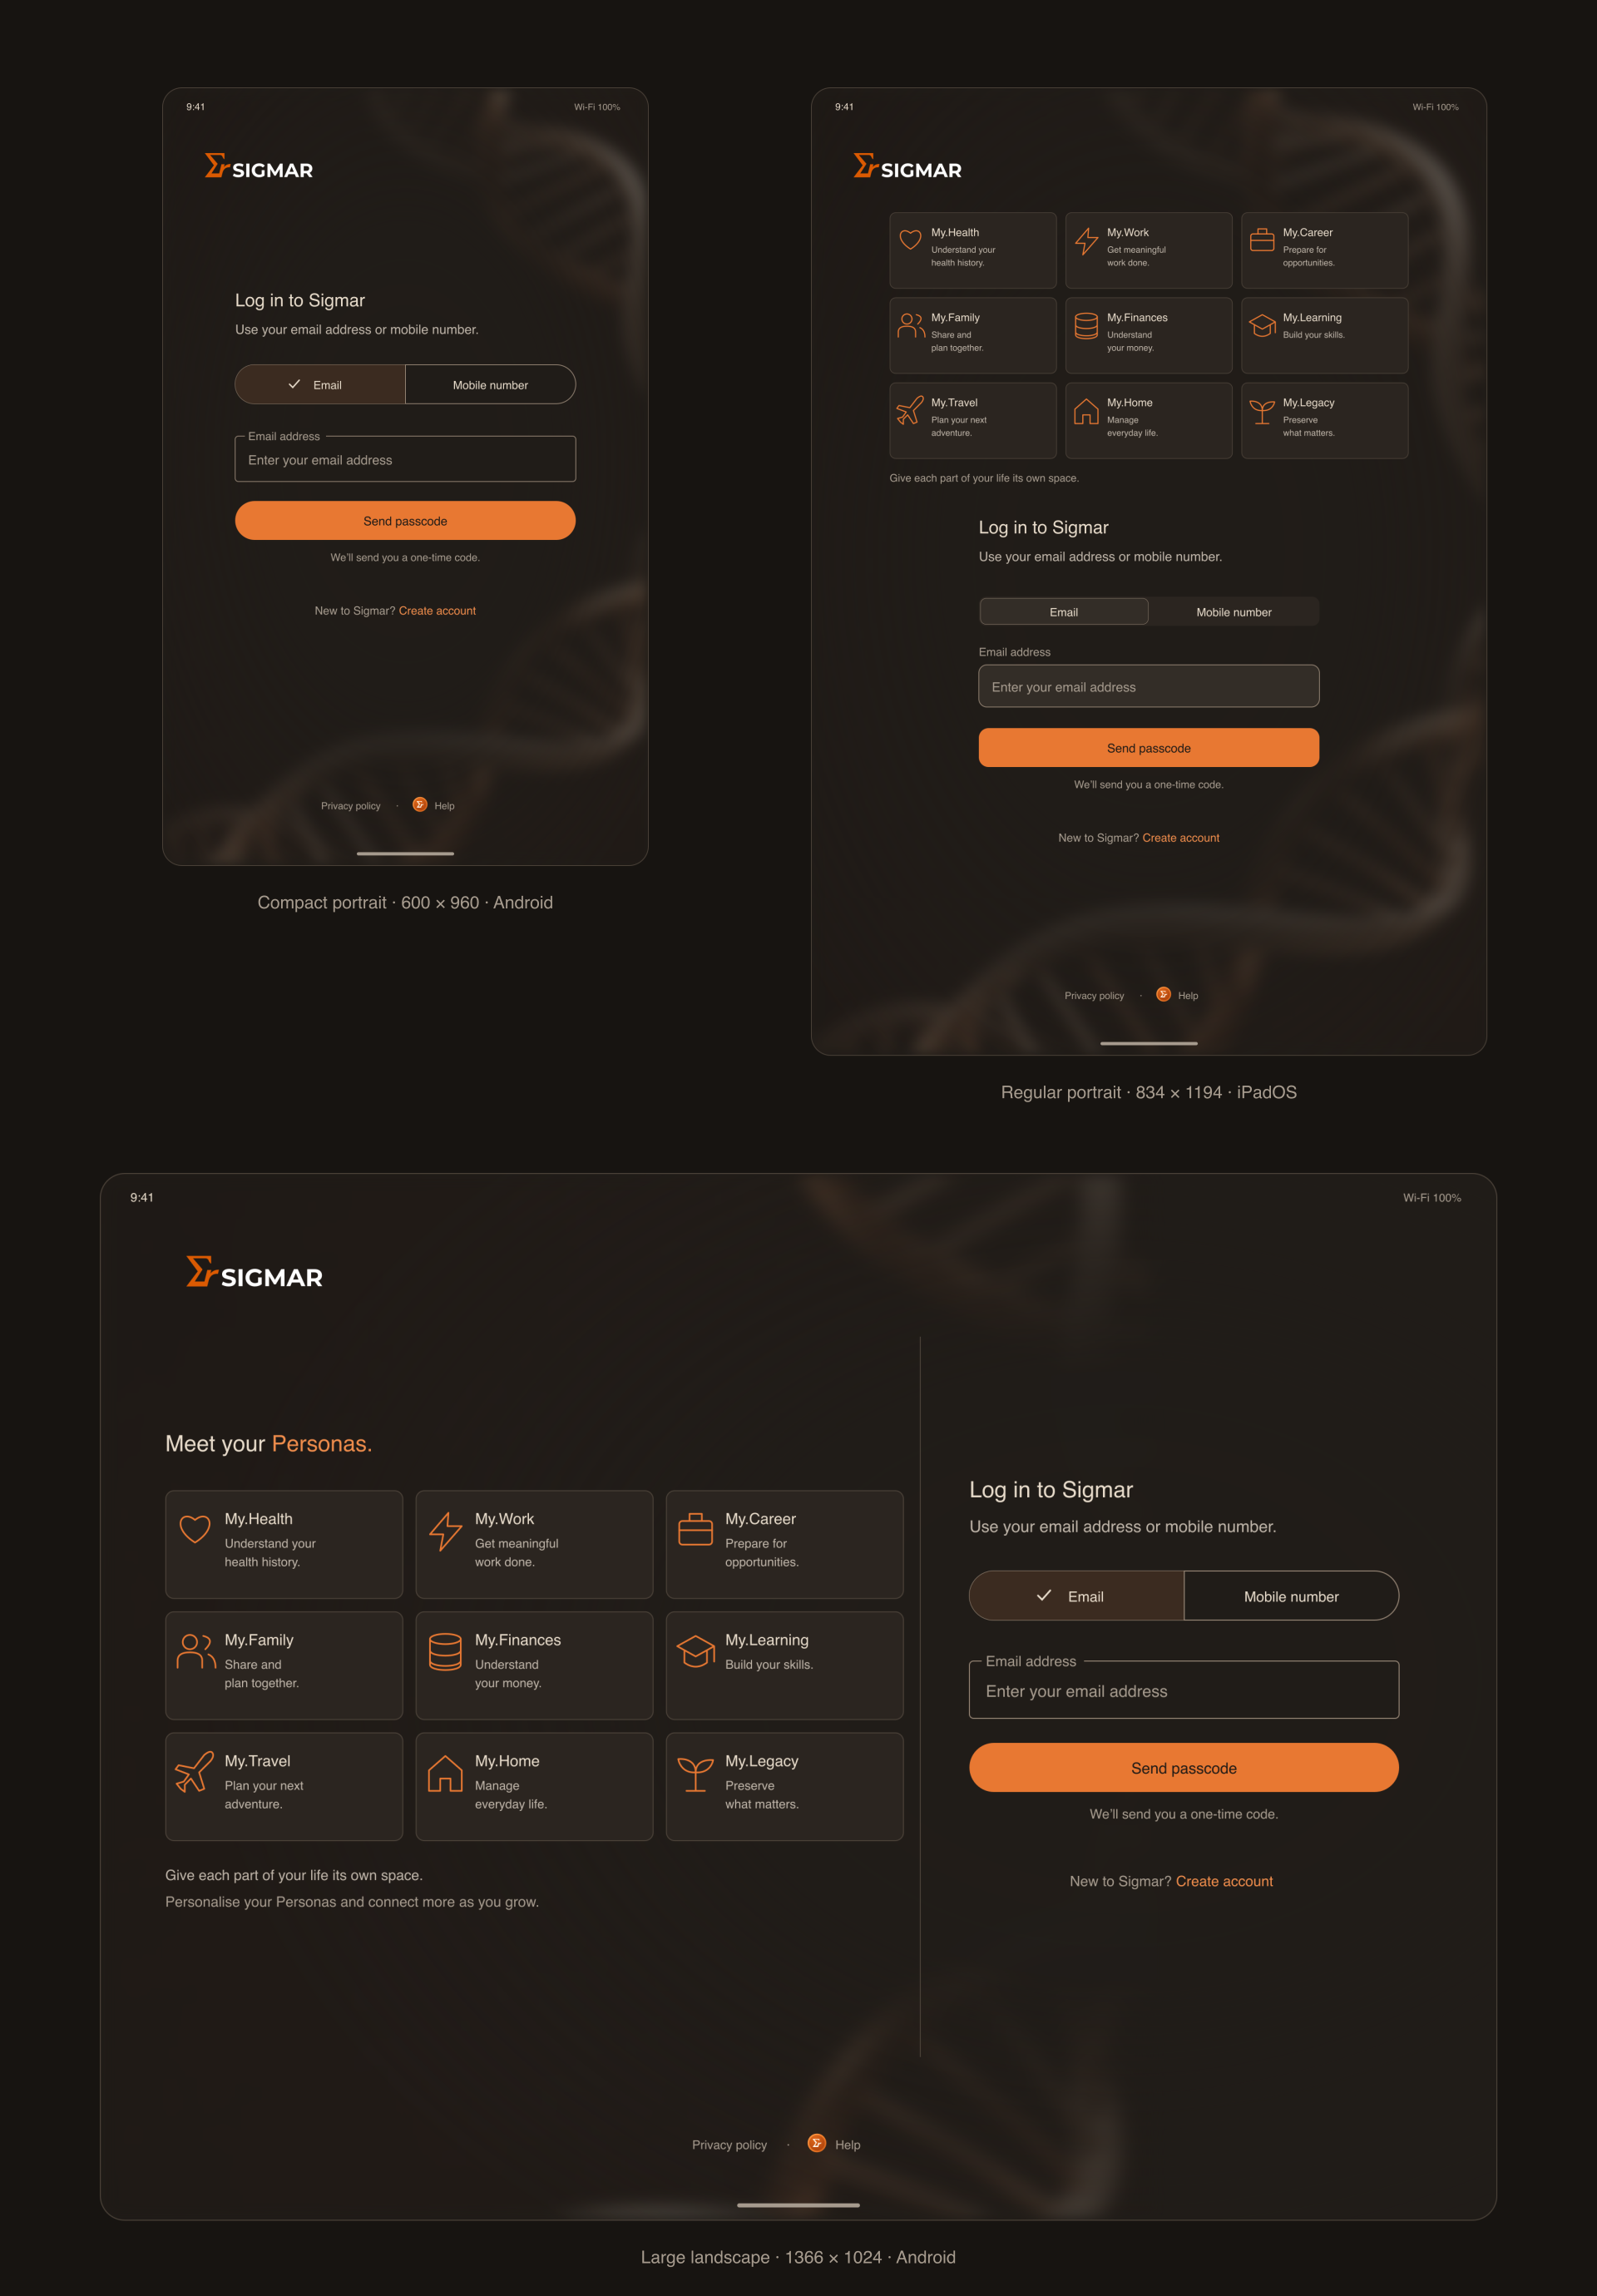 9:41
Wi-Fi 100%
Σr SIGMAR
Log in to Sigmar
Use your email address or mobile number.
Email
Mobile number
Email address
Enter your email address
Send passcode
We'll send you a one-time code.
New to Sigmar? Create account
Privacy policy · Σr Help
Compact portrait · 600 × 960 · Android
9:41
Wi-Fi 100%
Σr SIGMAR
My.Health
Understand your
health history.
My.Work
Get meaningful
work done.
My.Career
Prepare for
opportunities.
My.Family
Share and
plan together.
My.Finances
Understand
your money.
My.Learning
Build your skills.
My.Travel
Plan your next
adventure.
My.Home
Manage
everyday life.
My.Legacy
Preserve
what matters.
Give each part of your life its own space.
Log in to Sigmar
Use your email address or mobile number.
Email
Mobile number
Email address
Enter your email address
Send passcode
We'll send you a one-time code.
New to Sigmar? Create account
Privacy policy · Σr Help
Regular portrait · 834 × 1194 · iPadOS
9:41
Wi-Fi 100%
Σr SIGMAR
Meet your Personas.
My.Health
Understand your
health history.
My.Work
Get meaningful
work done.
My.Career
Prepare for
opportunities.
My.Family
Share and
plan together.
My.Finances
Understand
your money.
My.Learning
Build your skills.
My.Travel
Plan your next
adventure.
My.Home
Manage
everyday life.
My.Legacy
Preserve
what matters.
Give each part of your life its own space.
Personalise your Personas and connect more as you grow.
Log in to Sigmar
Use your email address or mobile number.
Email
Mobile number
Email address
Enter your email address
Send passcode
We'll send you a one-time code.
New to Sigmar? Create account
Privacy policy · Σr Help
Large landscape · 1366 × 1024 · Android